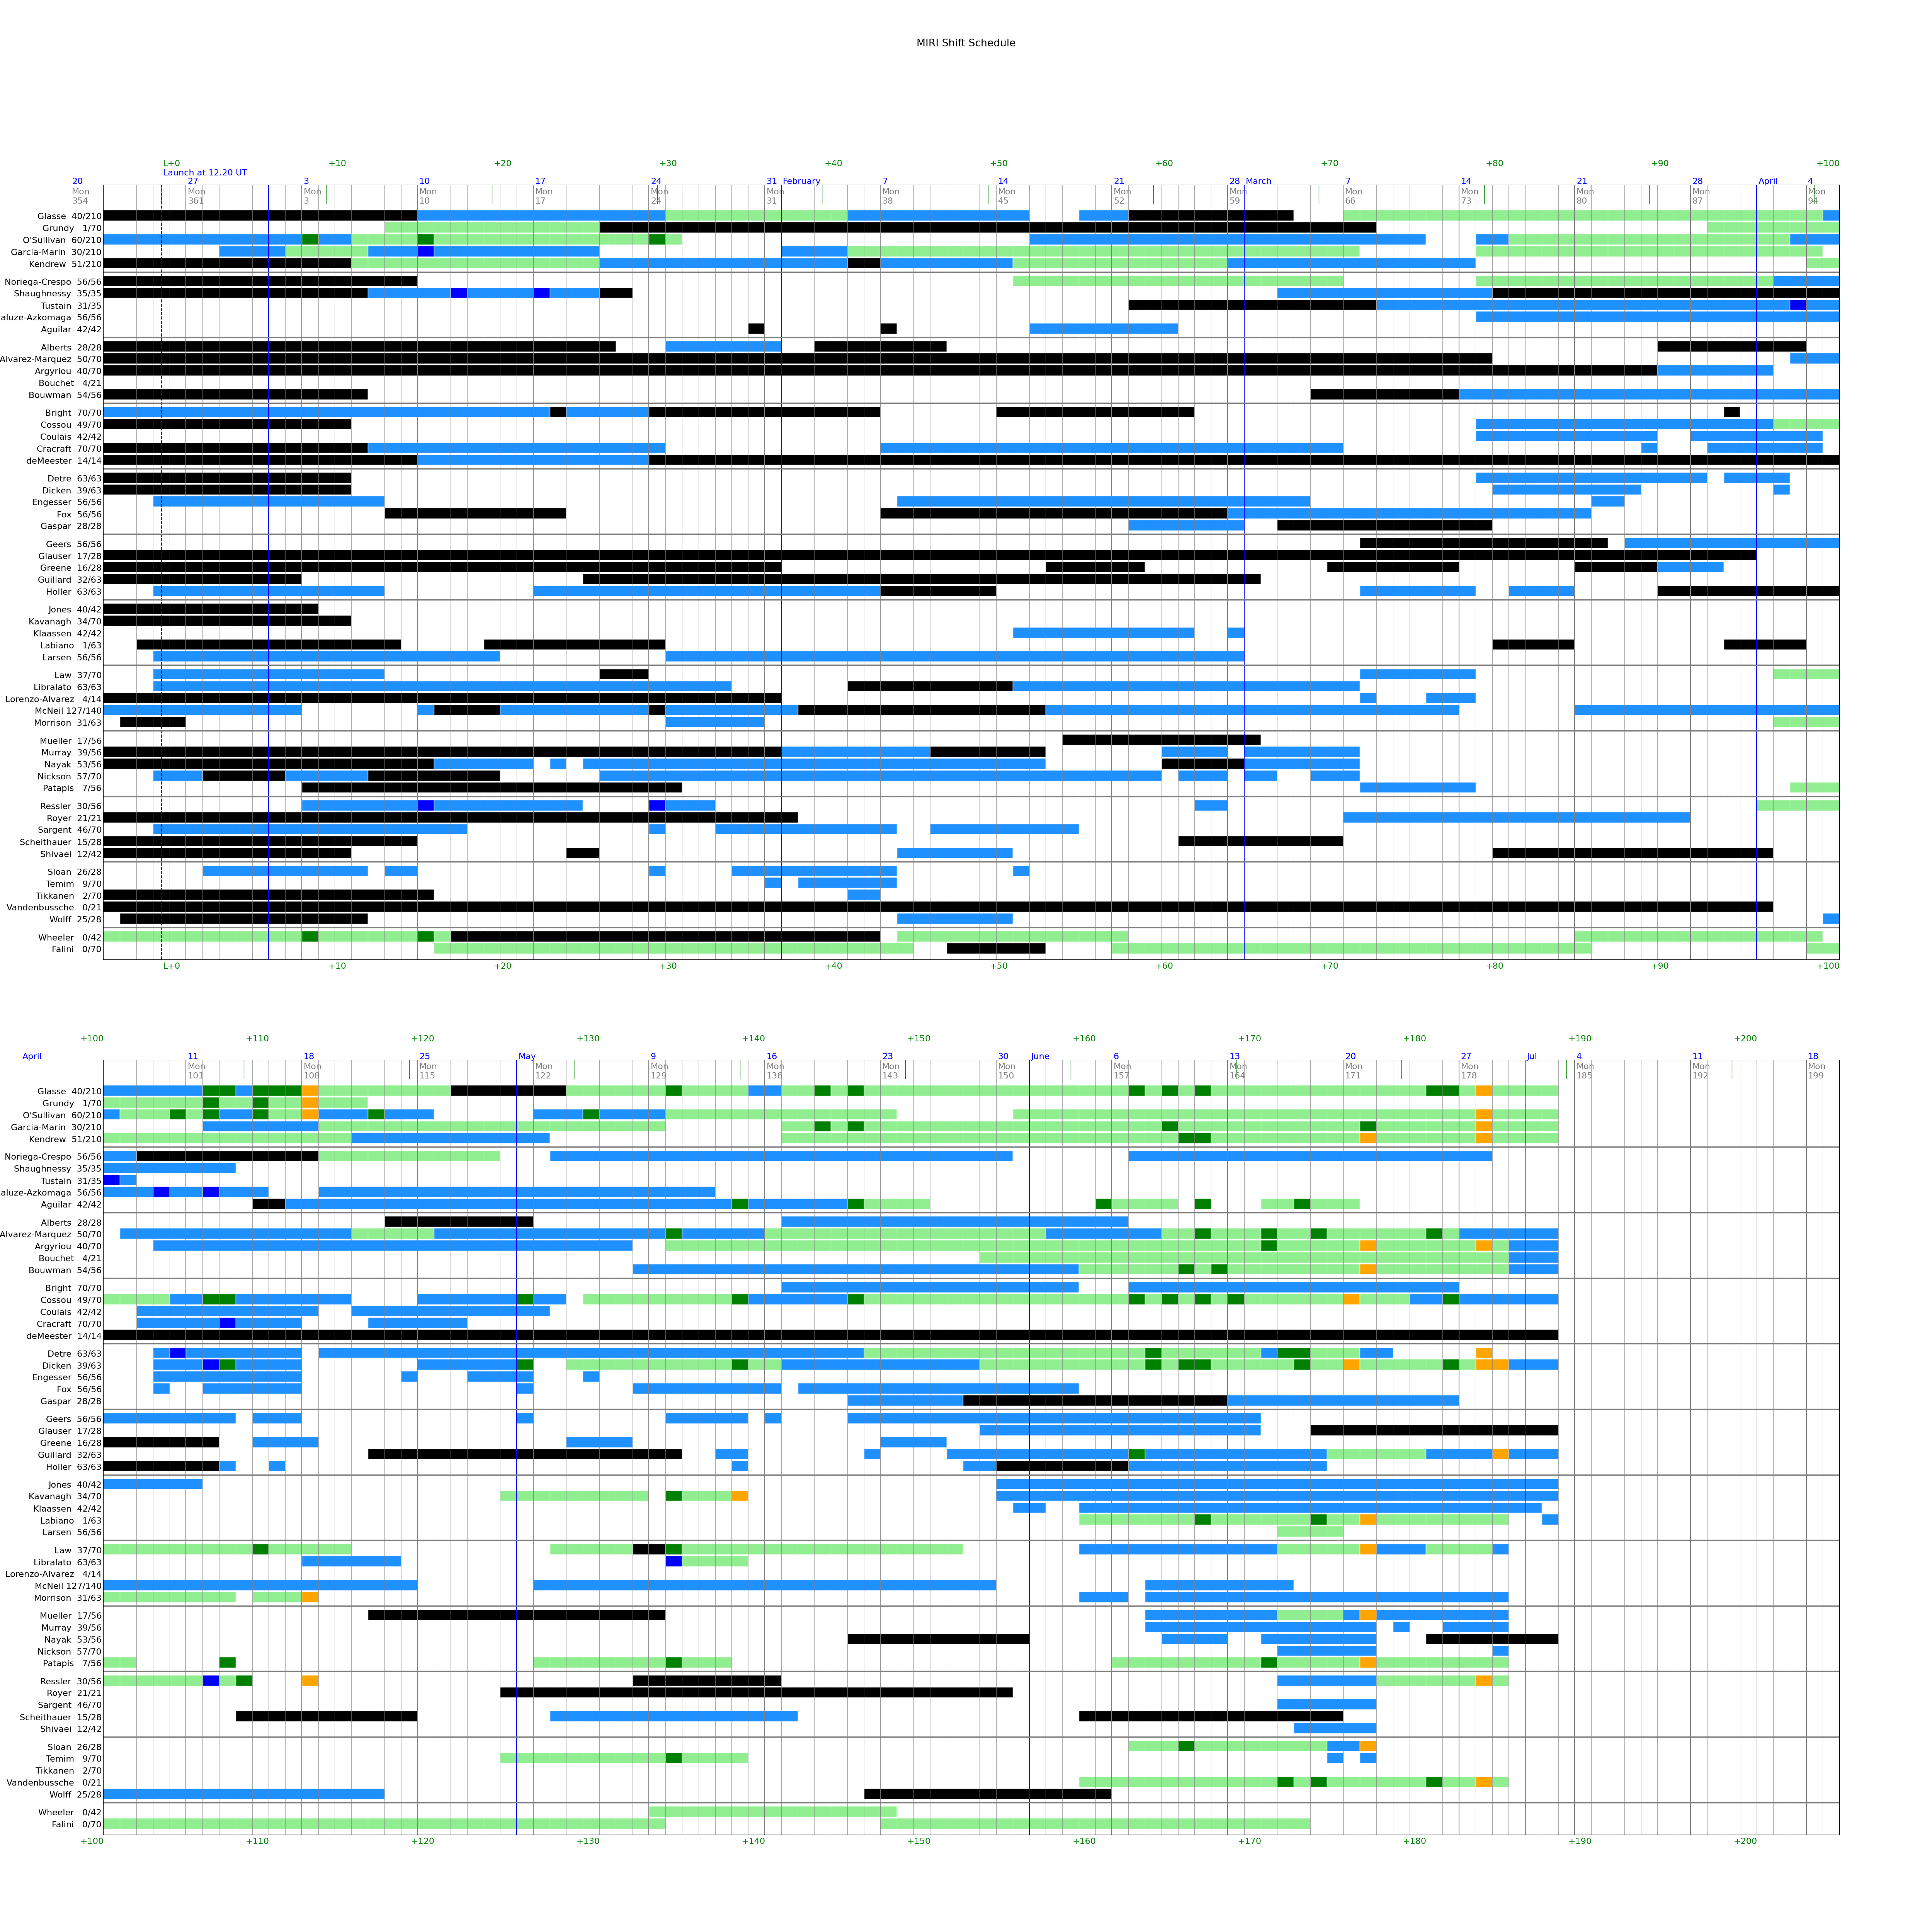 MIRI Shift Schedule
L+0 +10 +20 +30 +40 +50 +60 +70 +80 +90 +100
Launch at 12.20 UT
20 27 3 10 17 24 31 February 7 14 21 28 March 7 14 21 28 April 4
Mon Mon Mon Mon Mon Mon Mon Mon Mon Mon Mon Mon Mon Mon Mon Mon
354 361 3 10 17 24 31 38 45 52 59 66 73 80 87 94
Glasse 40/210
Grundy 1/70
O'Sullivan 60/210
Garcia-Marin 30/210
Kendrew 51/210
Noriega-Crespo 56/56
Shaughnessy 35/35
Tustain 31/35
aluze-Azkomaga 56/56
Aguilar 42/42
Alberts 28/28
Alvarez-Marquez 50/70
Argyriou 40/70
Bouchet 4/21
Bouwman 54/56
Bright 70/70
Cossou 49/70
Coulais 42/42
Cracraft 70/70
deMeester 14/14
Detre 63/63
Dicken 39/63
Engesser 56/56
Fox 56/56
Gaspar 28/28
Geers 56/56
Glauser 17/28
Greene 16/28
Guillard 32/63
Holler 63/63
Jones 40/42
Kavanagh 34/70
Klaassen 42/42
Labiano 1/63
Larsen 56/56
Law 37/70
Libralato 63/63
Lorenzo-Alvarez 4/14
McNeil 127/140
Morrison 31/63
Mueller 17/56
Murray 39/56
Nayak 53/56
Nickson 57/70
Patapis 7/56
Ressler 30/56
Royer 21/21
Sargent 46/70
Scheithauer 15/28
Shivaei 12/42
Sloan 26/28
Temim 9/70
Tikkanen 2/70
Vandenbussche 0/21
Wolff 25/28
Wheeler 0/42
Falini 0/70
L+0 +10 +20 +30 +40 +50 +60 +70 +80 +90 +100
+100 +110 +120 +130 +140 +150 +160 +170 +180 +190 +200
April 11 18 25 May 9 16 23 30 June 6 13 20 27 Jul 4 11 18
Mon Mon Mon Mon Mon Mon Mon Mon Mon Mon Mon Mon Mon Mon Mon
101 108 115 122 129 136 143 150 157 164 171 178 185 192 199
Glasse 40/210
Grundy 1/70
O'Sullivan 60/210
Garcia-Marin 30/210
Kendrew 51/210
Noriega-Crespo 56/56
Shaughnessy 35/35
Tustain 31/35
aluze-Azkomaga 56/56
Aguilar 42/42
Alberts 28/28
Alvarez-Marquez 50/70
Argyriou 40/70
Bouchet 4/21
Bouwman 54/56
Bright 70/70
Cossou 49/70
Coulais 42/42
Cracraft 70/70
deMeester 14/14
Detre 63/63
Dicken 39/63
Engesser 56/56
Fox 56/56
Gaspar 28/28
Geers 56/56
Glauser 17/28
Greene 16/28
Guillard 32/63
Holler 63/63
Jones 40/42
Kavanagh 34/70
Klaassen 42/42
Labiano 1/63
Larsen 56/56
Law 37/70
Libralato 63/63
Lorenzo-Alvarez 4/14
McNeil 127/140
Morrison 31/63
Mueller 17/56
Murray 39/56
Nayak 53/56
Nickson 57/70
Patapis 7/56
Ressler 30/56
Royer 21/21
Sargent 46/70
Scheithauer 15/28
Shivaei 12/42
Sloan 26/28
Temim 9/70
Tikkanen 2/70
Vandenbussche 0/21
Wolff 25/28
Wheeler 0/42
Falini 0/70
+100 +110 +120 +130 +140 +150 +160 +170 +180 +190 +200